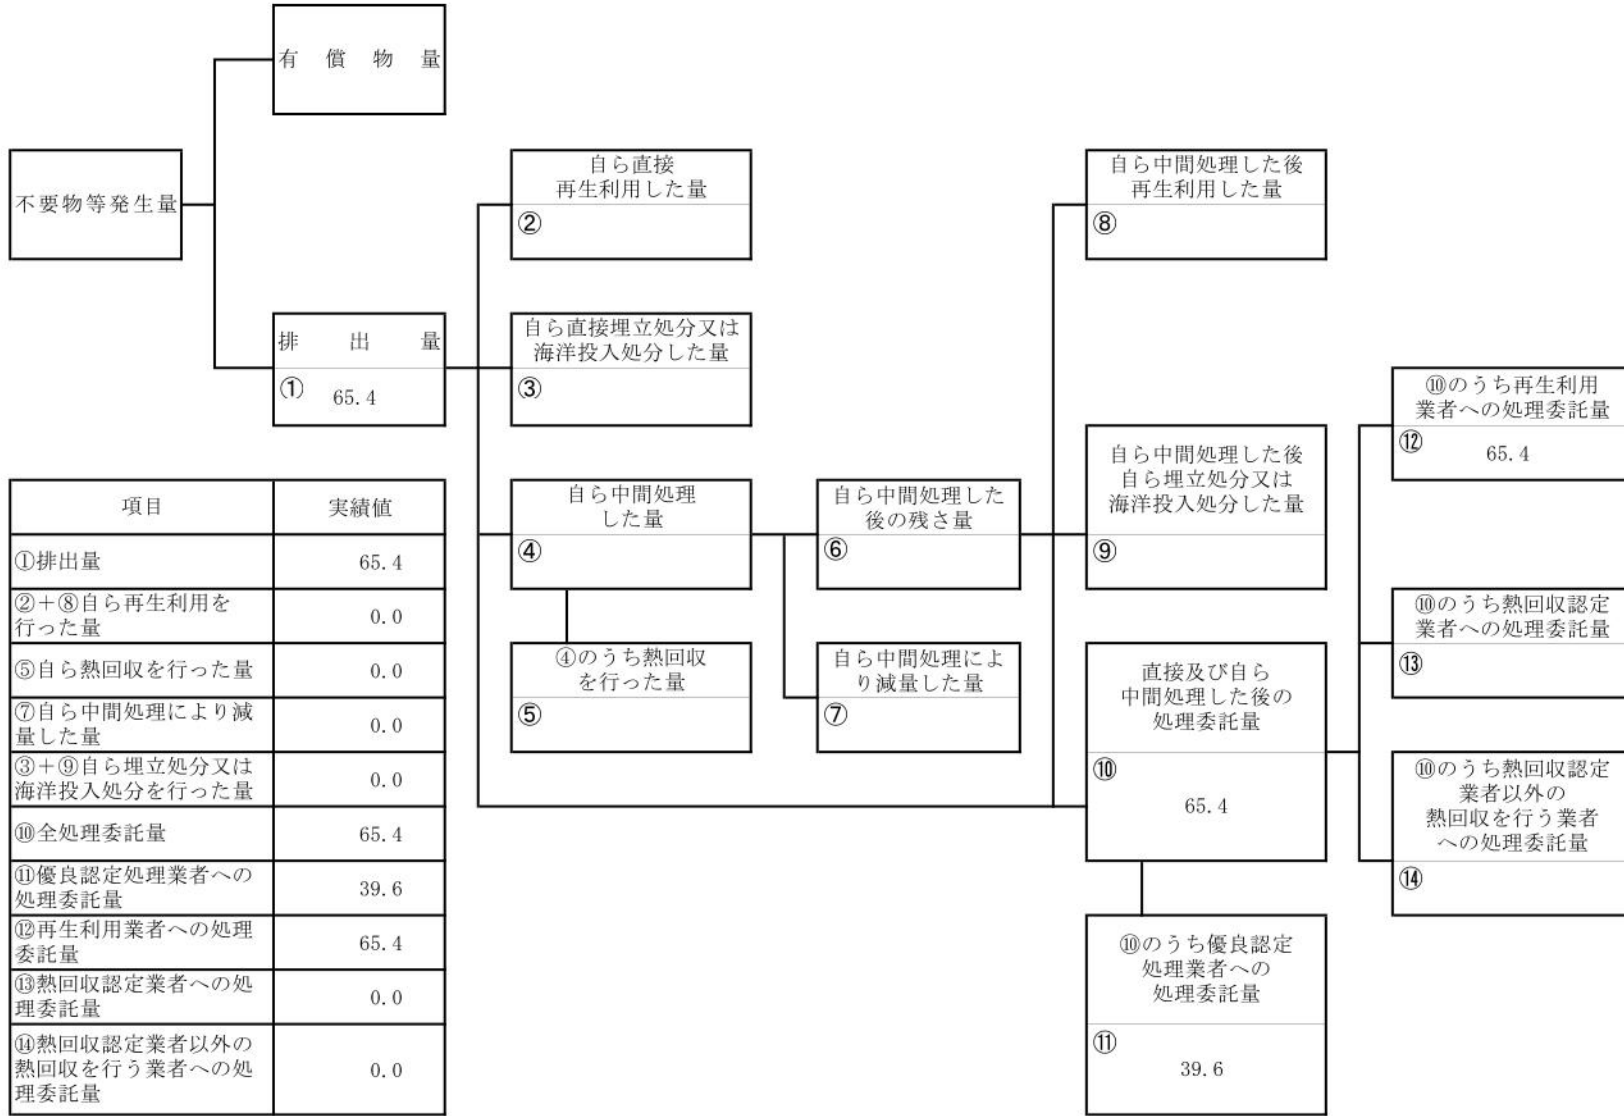 有償物量
不要物等発生量
排出量
① 65.4
自ら直接
再生利用した量
②
自ら直接埋立処分又は
海洋投入処分した量
③
自ら中間処理
した量
④
④のうち熱回収
を行った量
⑤
自ら中間処理した
後の残さ量
⑥
自ら中間処理によ
り減量した量
⑦
自ら中間処理した後
再生利用した量
⑧
自ら中間処理した後
自ら埋立処分又は
海洋投入処分した量
⑨
直接及び自ら
中間処理した後の
処理委託量
⑩
65.4
⑩のうち優良認定
処理業者への
処理委託量
⑪
39.6
⑩のうち再生利用
業者への処理委託量
⑫ 65.4
⑩のうち熱回収認定
業者への処理委託量
⑬
⑩のうち熱回収認定
業者以外の
熱回収を行う業者
への処理委託量
⑭
項目 実績値
①排出量 65.4
②+⑧自ら再生利用を
行った量 0.0
⑤自ら熱回収を行った量 0.0
⑦自ら中間処理により減
量した量 0.0
③+⑨自ら埋立処分又は
海洋投入処分を行った量 0.0
⑩全処理委託量 65.4
⑪優良認定処理業者への
処理委託量 39.6
⑫再生利用業者への処理
委託量 65.4
⑬熱回収認定業者への処
理委託量 0.0
⑭熱回収認定業者以外の
熱回収を行う業者への処
理委託量 0.0